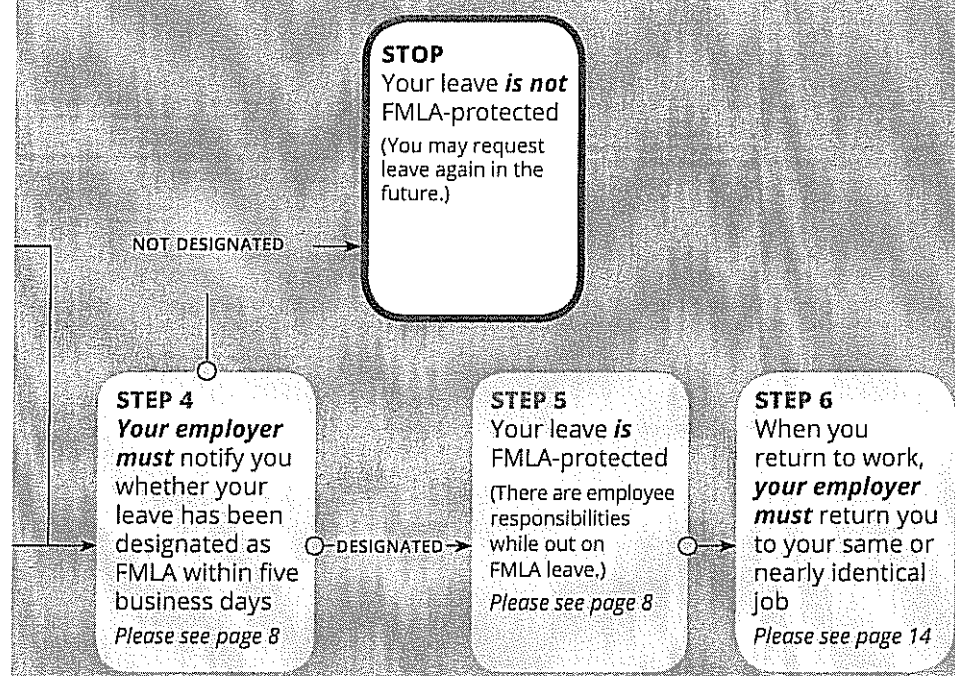 STOP
Your leave is not
FMLA-protected
(You may request
leave again in the
future.)
NOT DESIGNATED
STEP 4
Your employer
must notify you
whether your
leave has been
designated as
FMLA within five
business days
Please see page 8
DESIGNATED
STEP 5
Your leave is
FMLA-protected
(There are employee
responsibilities
while out on
FMLA leave.)
Please see page 8
STEP 6
When you
return to work,
your employer
must return you
to your same or
nearly identical
job
Please see page 14